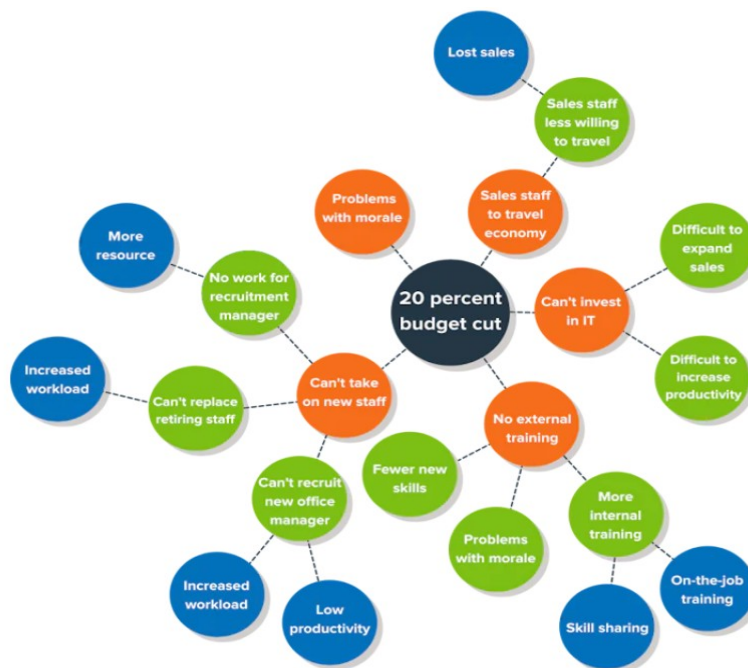 Lost sales
Sales staff
less willing
to travel
Problems
with morale
Sales staff
to travel
economy
Difficult to
expand
sales
More
resource
No work for
recruitment
manager
20 percent
budget cut
Can't invest
in IT
Increased
workload
Can't replace
retiring staff
Can't take
on new staff
Difficult to
increase
productivity
No external
training
Fewer new
skills
Can't recruit
new office
manager
More
internal
training
Problems
with morale
Increased
workload
Low
productivity
Skill sharing
On-the-job
training